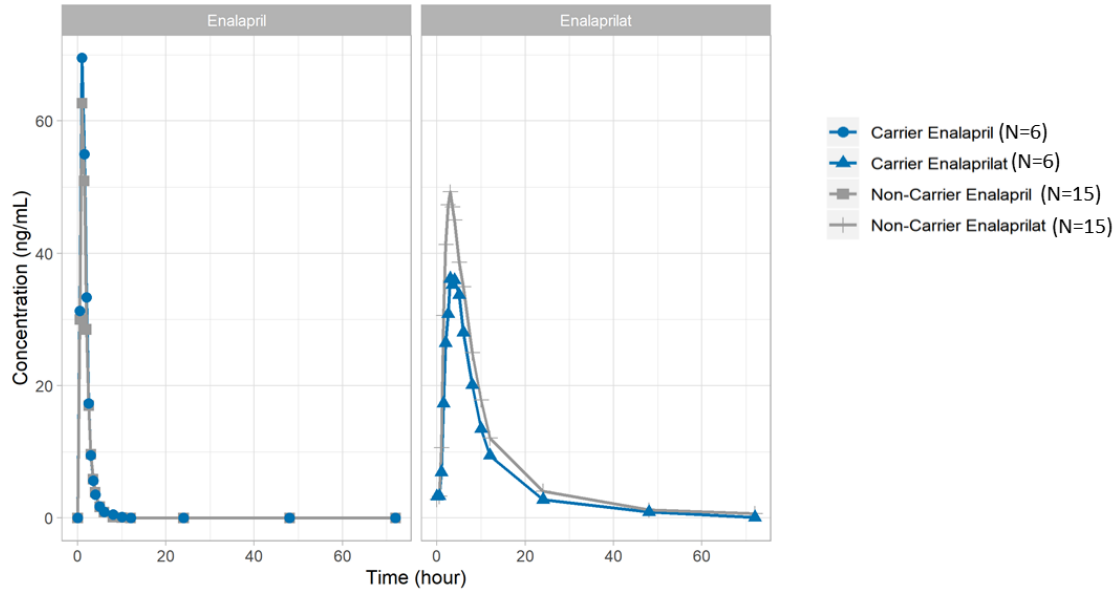 Enalapril
Enalaprilat
60
40
20
0
Concentration (ng/mL)
0
20
40
60
0
20
40
60
Time (hour)
Carrier Enalapril (N=6)
Carrier Enalaprilat (N=6)
Non-Carrier Enalapril (N=15)
Non-Carrier Enalaprilat (N=15)